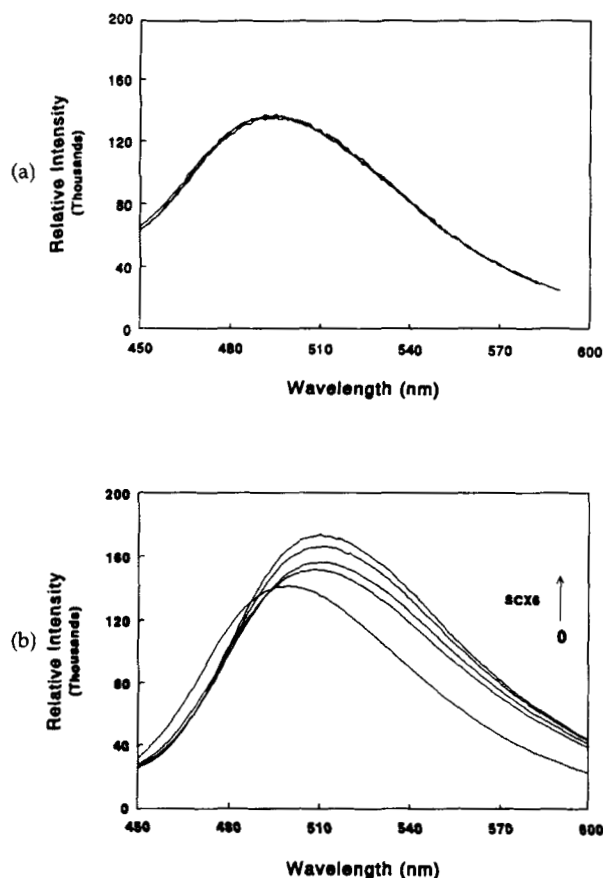 (a)
Relative Intensity
(Thousands)
200
160
120
80
40
0
450 480 510 540 570 600
Wavelength (nm)
(b)
Relative Intensity
(Thousands)
200
160
120
80
40
0
450 480 510 540 570 600
Wavelength (nm)
SCX6
0